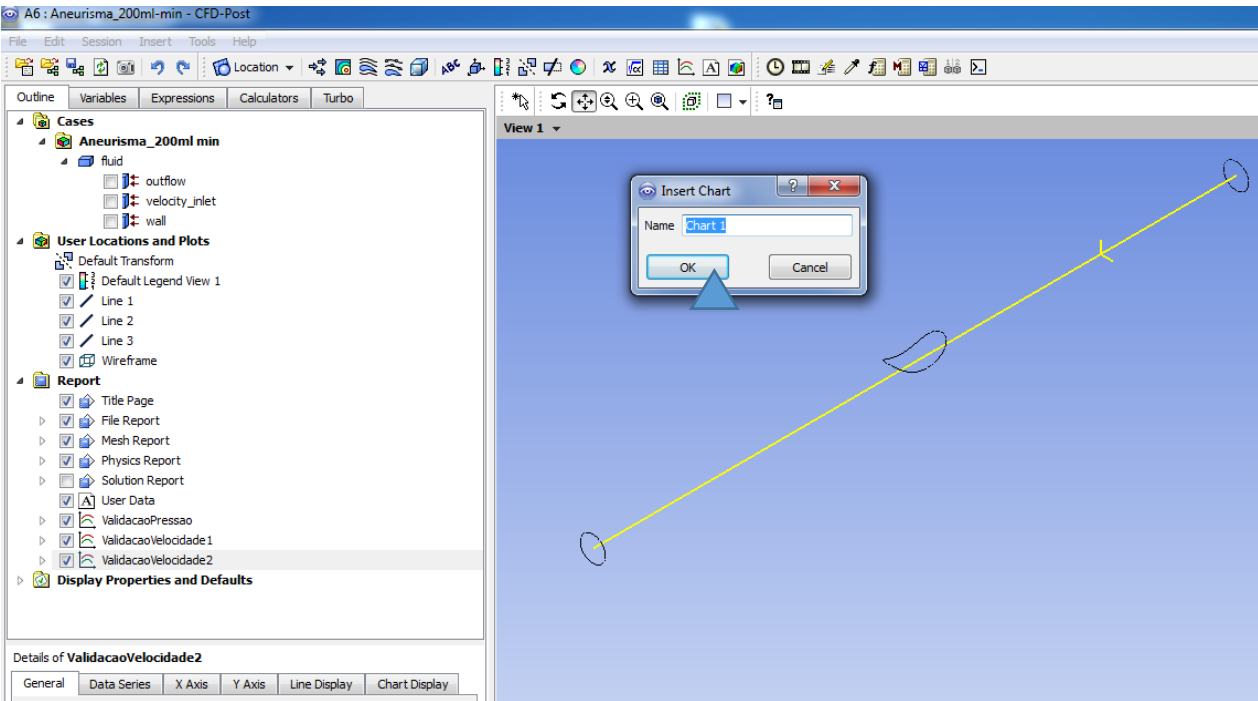 A6 : Aneurisma_200ml-min - CFD-Post
File Edit Session Insert Tools Help
Location
Outline Variables Expressions Calculators Turbo
Cases
Aneurisma_200ml min
fluid
outflow
velocity_inlet
wall
User Locations and Plots
Default Transform
Default Legend View 1
Line 1
Line 2
Line 3
Wireframe
Report
Title Page
File Report
Mesh Report
Physics Report
Solution Report
User Data
ValidacaoPressao
ValidacaoVelocidade1
ValidacaoVelocidade2
Display Properties and Defaults
Details of ValidacaoVelocidade2
General Data Series X Axis Y Axis Line Display Chart Display
View 1
Insert Chart
Name Chart 1
OK Cancel